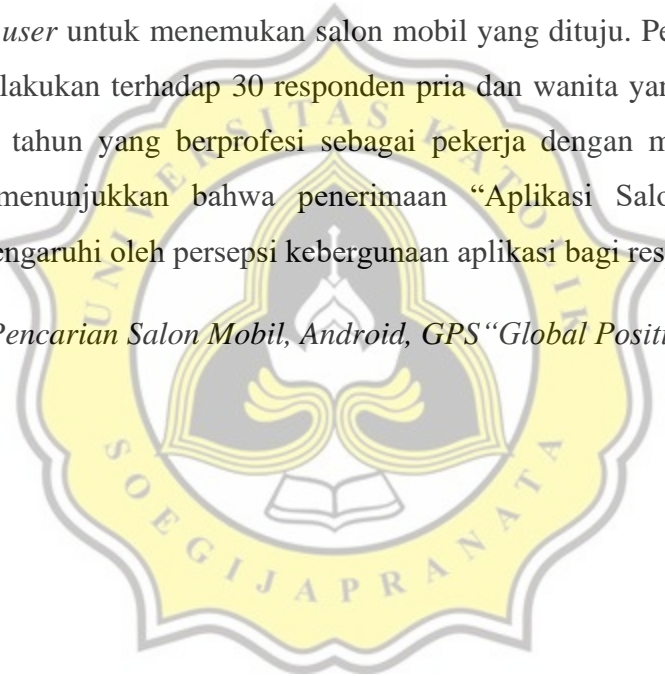 user untuk menemukan salon mobil yang dituju. Pe
lakukan terhadap 30 responden pria dan wanita yan
tahun yang berprofesi sebagai pekerja dengan m
menunjukkan bahwa penerimaan “Aplikasi Salo
engaruhi oleh persepsi kebergunaan aplikasi bagi res
Pencarian Salon Mobil, Android, GPS“Global Positi
UNIVERSITAS KATOLIK
SOEGIJAPRANATA